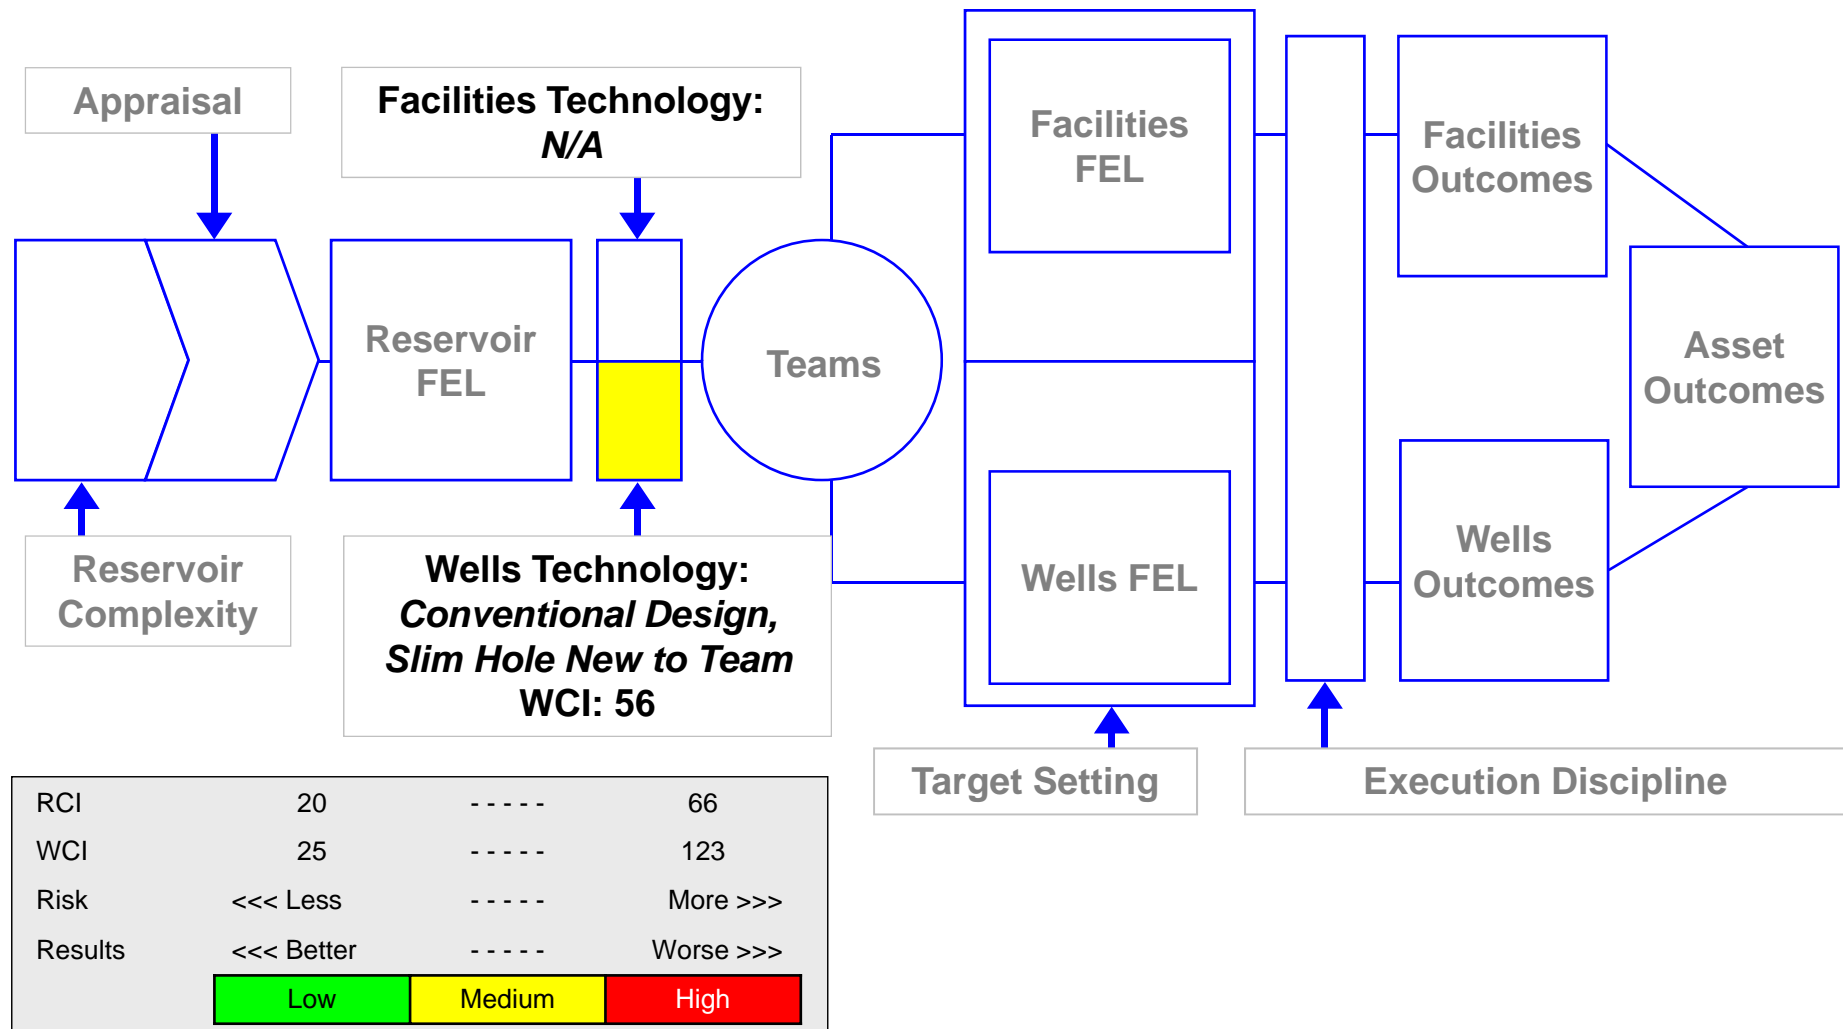 Appraisal
Facilities Technology:
N/A
Facilities
FEL
Facilities
Outcomes
Reservoir
FEL
Teams
Asset
Outcomes
Reservoir
Complexity
Wells Technology:
Conventional Design,
Slim Hole New to Team
WCI: 56
Wells FEL
Wells
Outcomes
Target Setting
Execution Discipline
RCI 20 - - - - - 66
WCI 25 - - - - - 123
Risk <<< Less - - - - - More >>>
Results <<< Better - - - - - Worse >>>
Low Medium High